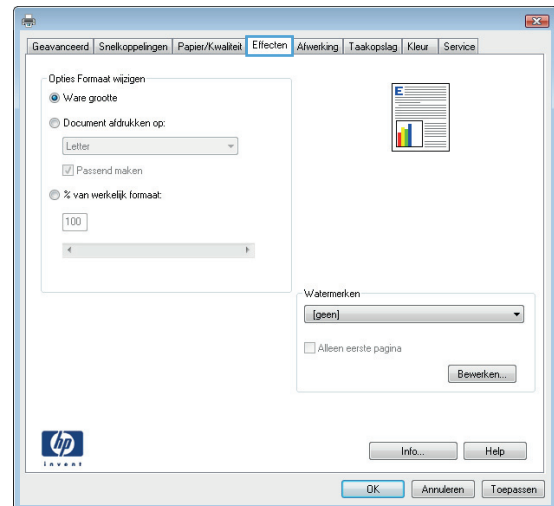 Geavanceerd Snelkoppelingen Papier/Kwaliteit Effecten Afwerking Taakopslag Kleur Service
Opties Formaat wijzigen
Ware grootte
Document afdrukken op:
Letter
Passend maken
% van werkelijk formaat:
100
E
Watermerken
[geen]
Alleen eerste pagina
Bewerken...
hp
invent
Info... Help
OK Annuleren Toepassen